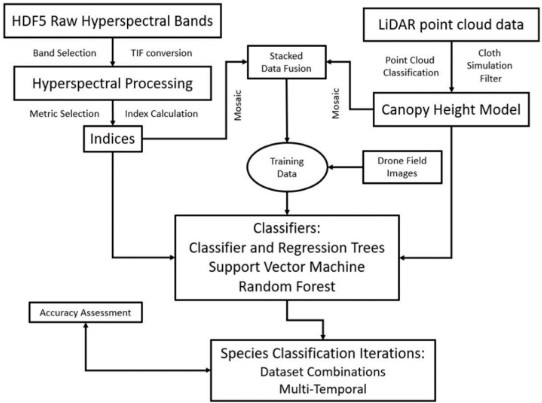 HDF5 Raw Hyperspectral Bands
LiDAR point cloud data
Band Selection
TIF conversion
Stacked
Data Fusion
Point Cloud
Classification
Cloth
Simulation
Filter
Hyperspectral Processing
Metric Selection
Index Calculation
Mosaic
Mosaic
Canopy Height Model
Indices
Training
Data
Drone Field
Images
Classifiers:
Classifier and Regression Trees
Support Vector Machine
Random Forest
Accuracy Assessment
Species Classification Iterations:
Dataset Combinations
Multi-Temporal